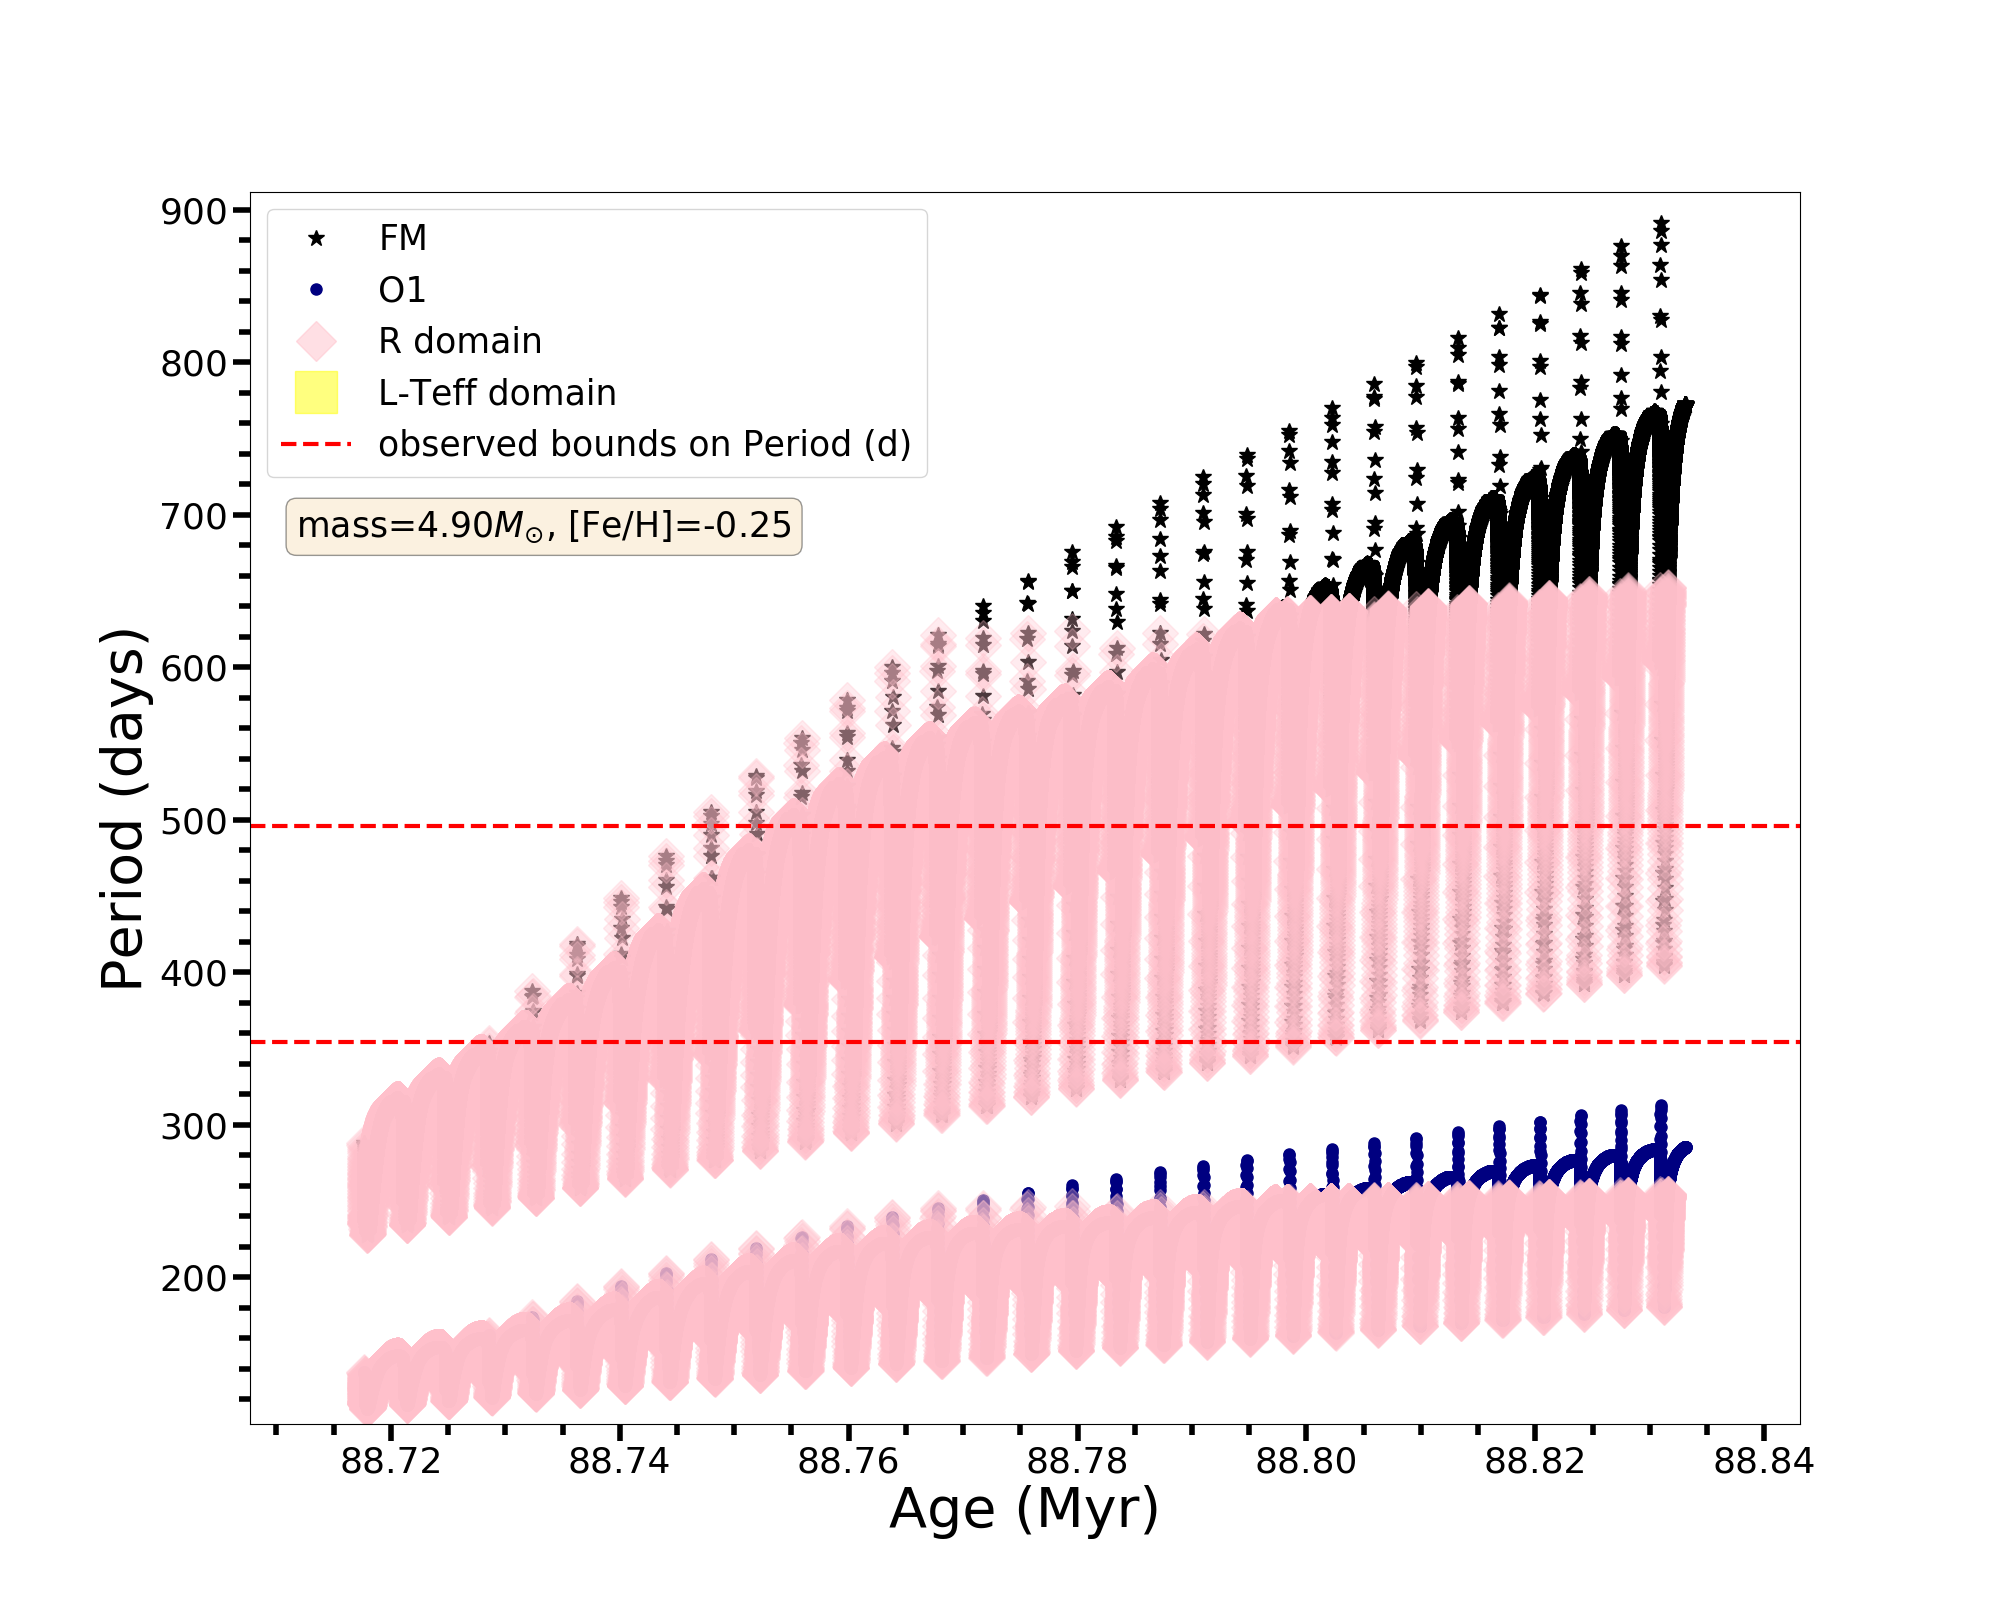 FM
O1
R domain
L-Teff domain
observed bounds on Period (d)
mass=4.90M⊙, [Fe/H]=-0.25
Period (days)
900
800
700
600
500
400
300
200
88.72 88.74 88.76 88.78 88.80 88.82 88.84
Age (Myr)